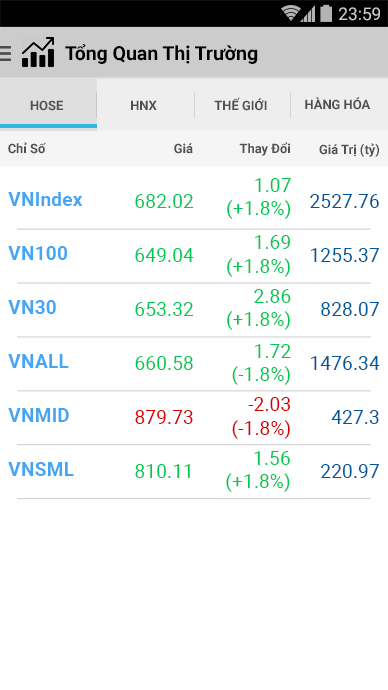 23:59
Tổng Quan Thị Trường
HOSE HNX THẾ GIỚI HÀNG HÓA
Chỉ Số Giá Thay Đổi Giá Trị (tỷ)
VNIndex 682.02 1.07 (+1.8%) 2527.76
VN100 649.04 1.69 (+1.8%) 1255.37
VN30 653.32 2.86 (+1.8%) 828.07
VNALL 660.58 1.72 (-1.8%) 1476.34
VNMID 879.73 -2.03 (-1.8%) 427.3
VNSML 810.11 1.56 (+1.8%) 220.97